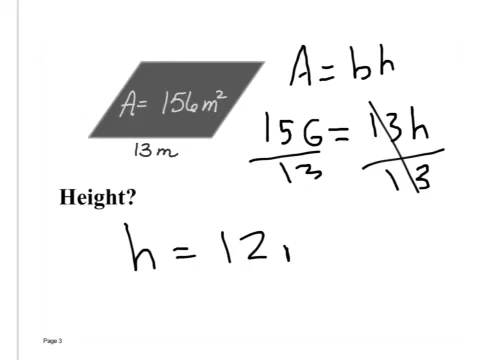 A = bh
A = 156 m²
156 = 13h
13 13
13 m
Height?
h = 12
Page 3